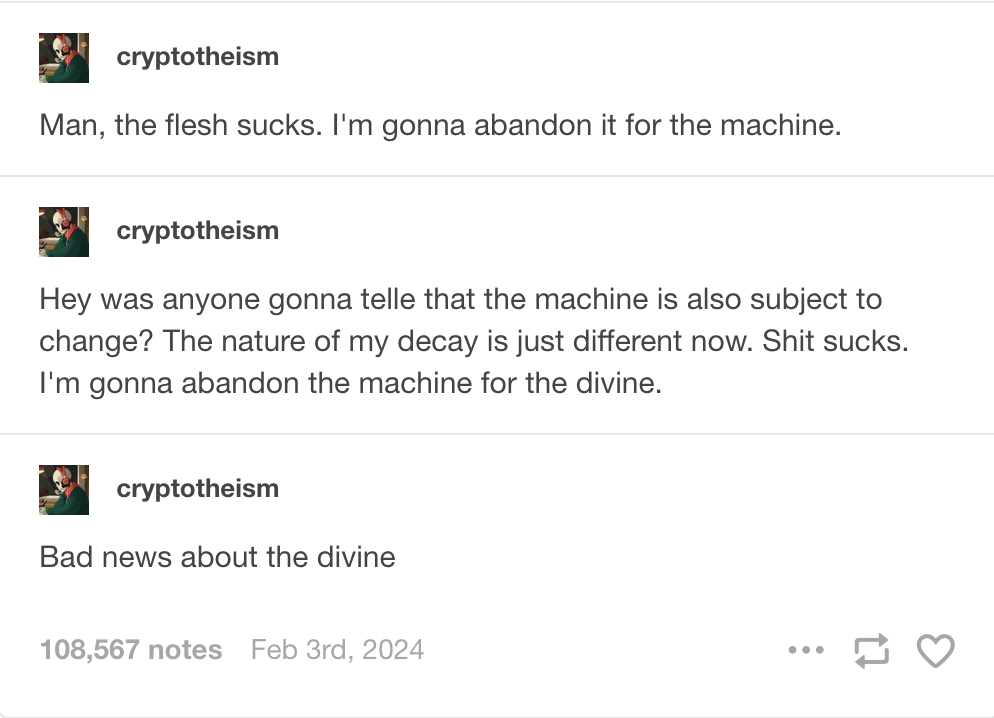 cryptotheism
Man, the flesh sucks. I'm gonna abandon it for the machine.
cryptotheism
Hey was anyone gonna telle that the machine is also subject to
change? The nature of my decay is just different now. Shit sucks.
I'm gonna abandon the machine for the divine.
cryptotheism
Bad news about the divine
108,567 notes Feb 3rd, 2024